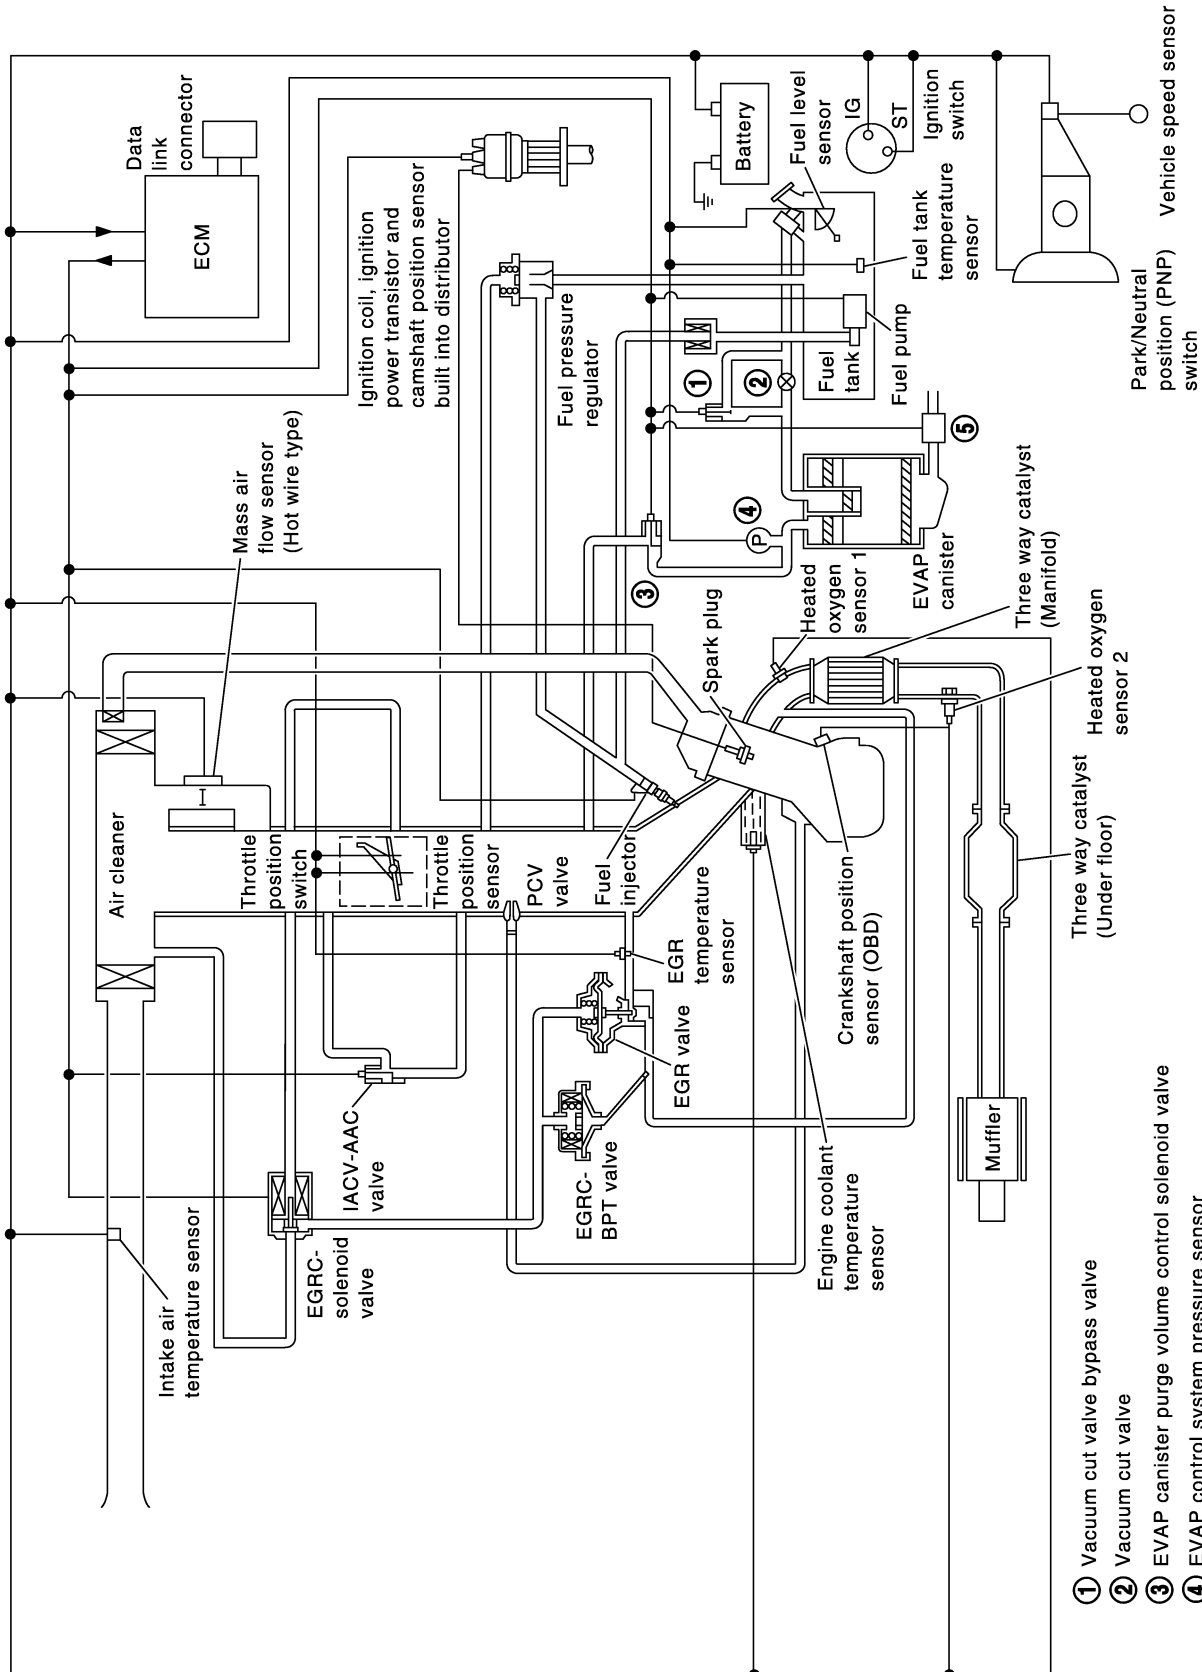 Data
link
connector
ECM
Ignition coil, ignition
power transistor and
camshaft position sensor
built into distributor
Battery
Fuel level
sensor
IG
ST
Ignition
switch
Vehicle speed sensor
Park/Neutral
position (PNP)
switch
Fuel tank
temperature
sensor
Fuel pump
Fuel
tank
Fuel pressure
regulator
1
2
3
4
5
P
Mass air
flow sensor
(Hot wire type)
EVAP
canister
Heated
oxygen
sensor 1
Spark plug
Three way catalyst
(Manifold)
Heated oxygen
sensor 2
Three way catalyst
(Under floor)
Air cleaner
Throttle
position
switch
Throttle
position
sensor
PCV
valve
Fuel
injector
EGR
temperature
sensor
Crankshaft position
sensor (OBD)
EGR valve
IACV-AAC
valve
EGRC-
BPT valve
EGRC-
solenoid
valve
Engine coolant
temperature
sensor
Intake air
temperature sensor
Muffler
1 Vacuum cut valve bypass valve
2 Vacuum cut valve
3 EVAP canister purge volume control solenoid valve
4 EVAP control system pressure sensor